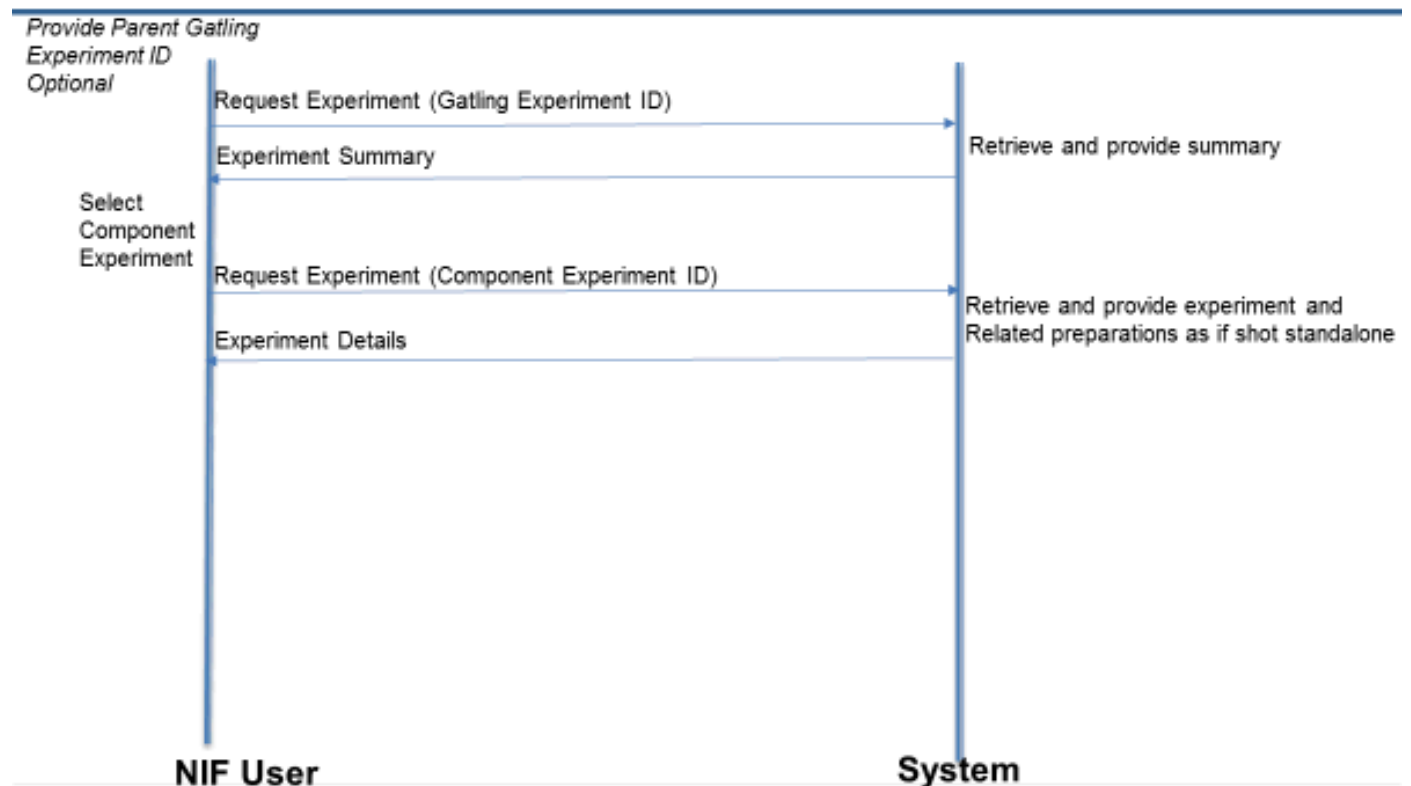 Provide Parent Gatling
Experiment ID
Optional
Request Experiment (Gatling Experiment ID)
Retrieve and provide summary
Experiment Summary
Select
Component
Experiment
Request Experiment (Component Experiment ID)
Retrieve and provide experiment and
Related preparations as if shot standalone
Experiment Details
NIF User
System